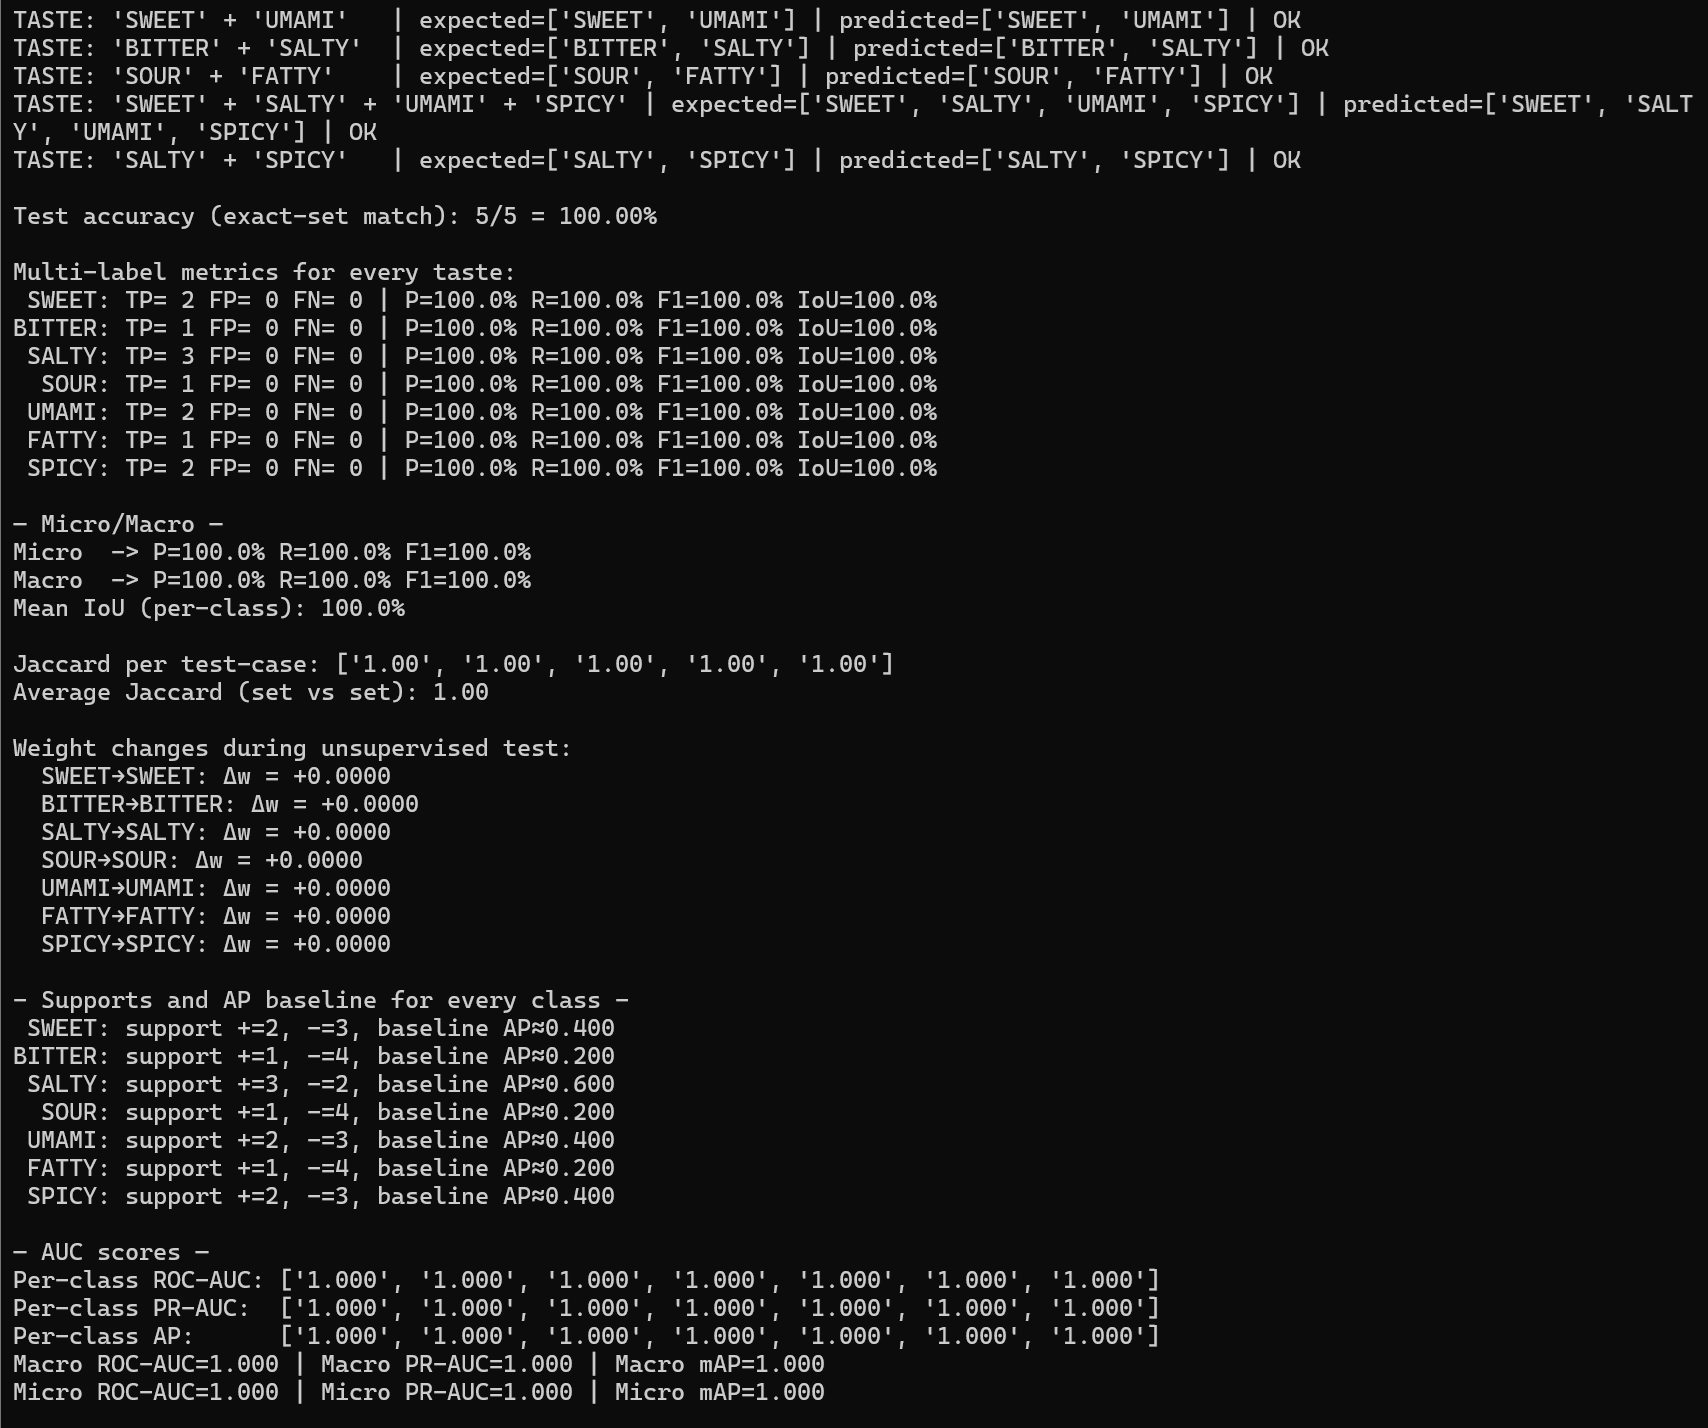 TASTE: 'SWEET' + 'UMAMI'   | expected=['SWEET', 'UMAMI'] | predicted=['SWEET', 'UMAMI'] | OK
TASTE: 'BITTER' + 'SALTY'  | expected=['BITTER', 'SALTY'] | predicted=['BITTER', 'SALTY'] | OK
TASTE: 'SOUR' + 'FATTY'    | expected=['SOUR', 'FATTY'] | predicted=['SOUR', 'FATTY'] | OK
TASTE: 'SWEET' + 'SALTY' + 'UMAMI' + 'SPICY' | expected=['SWEET', 'SALTY', 'UMAMI', 'SPICY'] | predicted=['SWEET', 'SALT
Y', 'UMAMI', 'SPICY'] | OK
TASTE: 'SALTY' + 'SPICY'   | expected=['SALTY', 'SPICY'] | predicted=['SALTY', 'SPICY'] | OK

Test accuracy (exact-set match): 5/5 = 100.00%

Multi-label metrics for every taste:
 SWEET: TP= 2 FP= 0 FN= 0 | P=100.0% R=100.0% F1=100.0% IoU=100.0%
BITTER: TP= 1 FP= 0 FN= 0 | P=100.0% R=100.0% F1=100.0% IoU=100.0%
 SALTY: TP= 3 FP= 0 FN= 0 | P=100.0% R=100.0% F1=100.0% IoU=100.0%
  SOUR: TP= 1 FP= 0 FN= 0 | P=100.0% R=100.0% F1=100.0% IoU=100.0%
 UMAMI: TP= 2 FP= 0 FN= 0 | P=100.0% R=100.0% F1=100.0% IoU=100.0%
 FATTY: TP= 1 FP= 0 FN= 0 | P=100.0% R=100.0% F1=100.0% IoU=100.0%
 SPICY: TP= 2 FP= 0 FN= 0 | P=100.0% R=100.0% F1=100.0% IoU=100.0%

— Micro/Macro —
Micro  -> P=100.0% R=100.0% F1=100.0%
Macro  -> P=100.0% R=100.0% F1=100.0%
Mean IoU (per-class): 100.0%

Jaccard per test-case: ['1.00', '1.00', '1.00', '1.00', '1.00']
Average Jaccard (set vs set): 1.00

Weight changes during unsupervised test:
  SWEET→SWEET: Δw = +0.0000
  BITTER→BITTER: Δw = +0.0000
  SALTY→SALTY: Δw = +0.0000
  SOUR→SOUR: Δw = +0.0000
  UMAMI→UMAMI: Δw = +0.0000
  FATTY→FATTY: Δw = +0.0000
  SPICY→SPICY: Δw = +0.0000

— Supports and AP baseline for every class —
 SWEET: support +=2, -=3, baseline AP≈0.400
BITTER: support +=1, -=4, baseline AP≈0.200
 SALTY: support +=3, -=2, baseline AP≈0.600
  SOUR: support +=1, -=4, baseline AP≈0.200
 UMAMI: support +=2, -=3, baseline AP≈0.400
 FATTY: support +=1, -=4, baseline AP≈0.200
 SPICY: support +=2, -=3, baseline AP≈0.400

— AUC scores —
Per-class ROC-AUC: ['1.000', '1.000', '1.000', '1.000', '1.000', '1.000', '1.000']
Per-class PR-AUC:  ['1.000', '1.000', '1.000', '1.000', '1.000', '1.000', '1.000']
Per-class AP:      ['1.000', '1.000', '1.000', '1.000', '1.000', '1.000', '1.000']
Macro ROC-AUC=1.000 | Macro PR-AUC=1.000 | Macro mAP=1.000
Micro ROC-AUC=1.000 | Micro PR-AUC=1.000 | Micro mAP=1.000